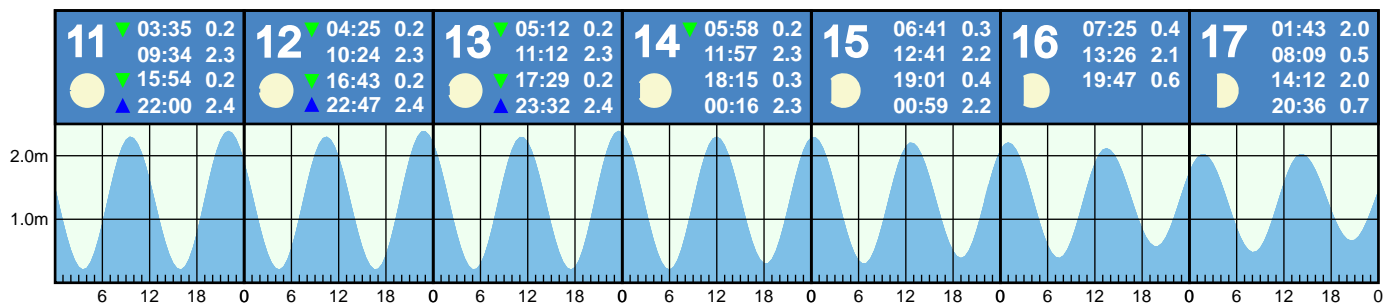 11 ▼ 03:35 0.2
09:34 2.3
▼ 15:54 0.2
▲ 22:00 2.4
12 ▼ 04:25 0.2
10:24 2.3
▼ 16:43 0.2
▲ 22:47 2.4
13 ▼ 05:12 0.2
11:12 2.3
▼ 17:29 0.2
▲ 23:32 2.4
14 ▼ 05:58 0.2
11:57 2.3
18:15 0.3
00:16 2.3
15 06:41 0.3
12:41 2.2
19:01 0.4
00:59 2.2
16 07:25 0.4
13:26 2.1
19:47 0.6
17 01:43 2.0
08:09 0.5
14:12 2.0
20:36 0.7
2.0m
1.0m
6 12 18 0 6 12 18 0 6 12 18 0 6 12 18 0 6 12 18 0 6 12 18 0 6 12 18 0